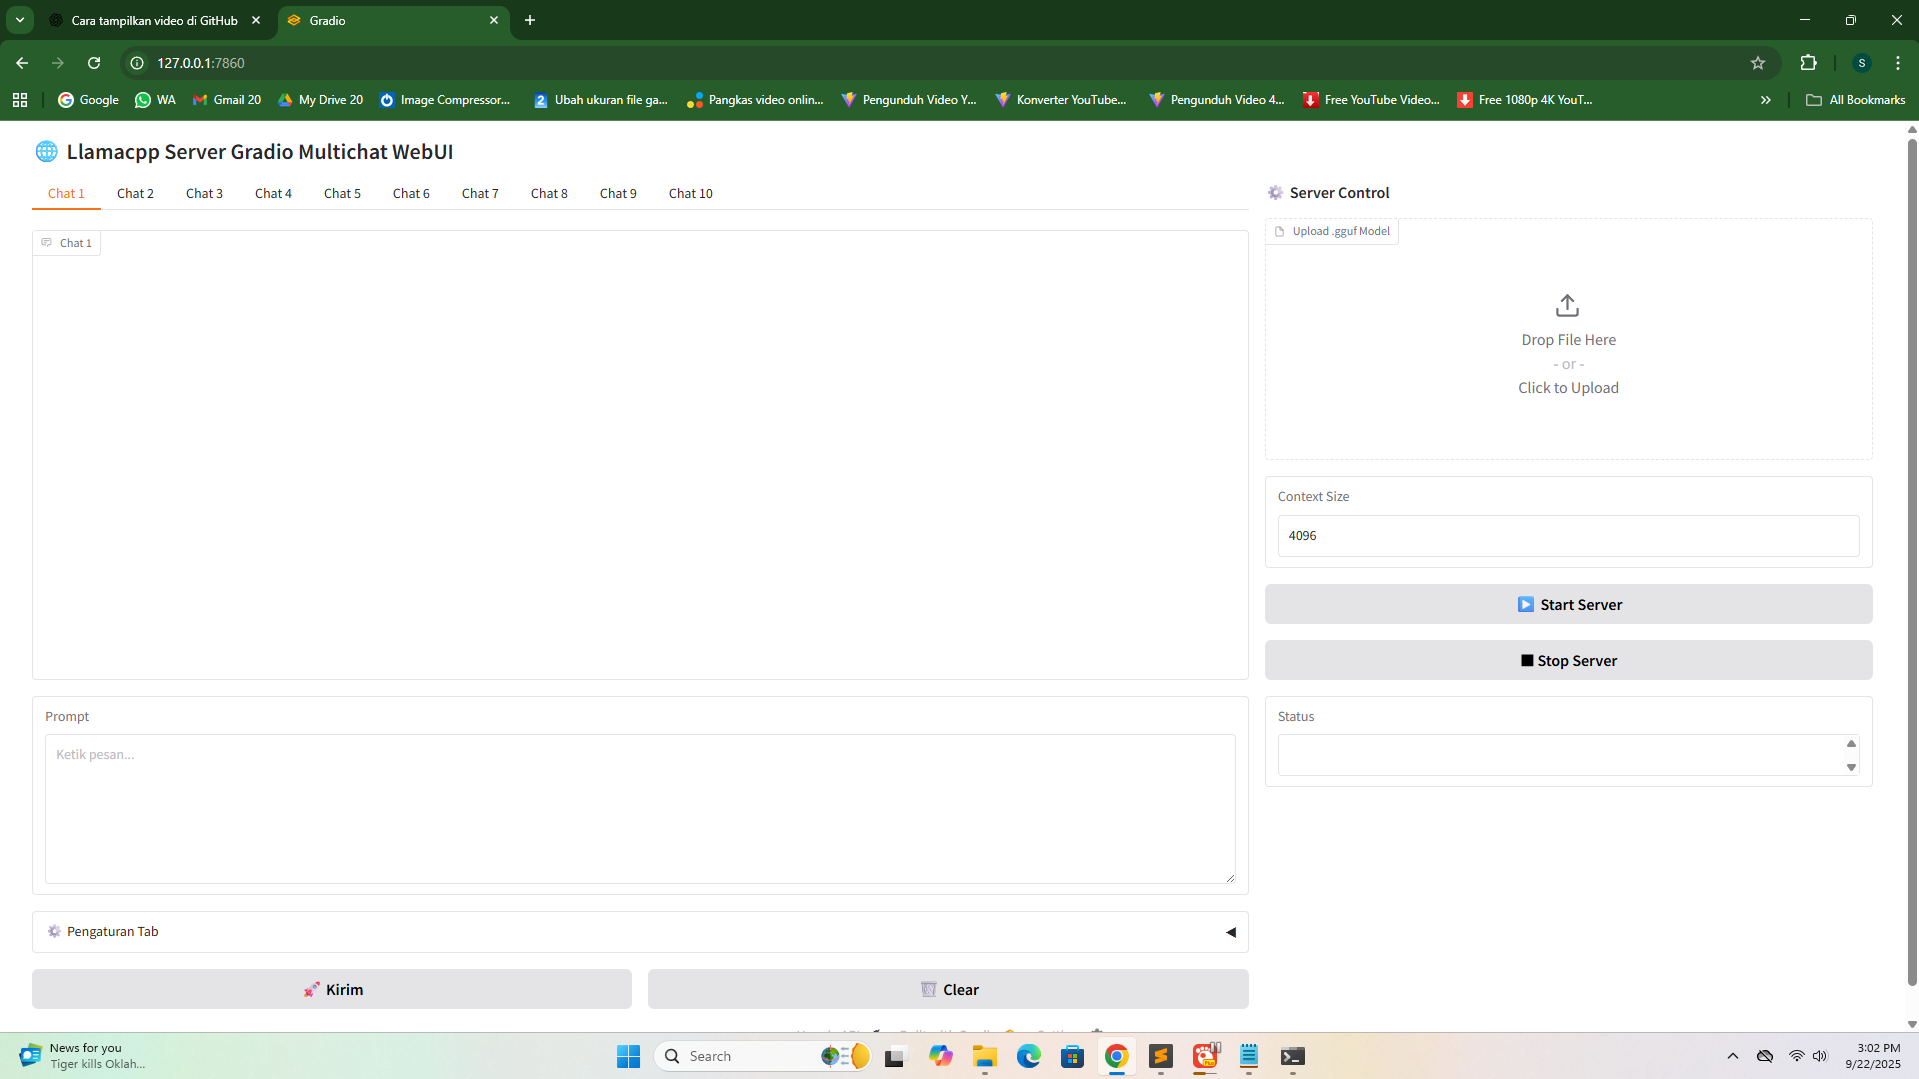 Cara tampilkan video di GitHub
Gradio
127.0.0.1:7860
S
Google
WA
Gmail 20
My Drive 20
Image Compressor...
Ubah ukuran file ga...
Pangkas video onlin...
Pengunduh Video Y...
Konverter YouTube...
Pengunduh Video 4...
Free YouTube Video...
Free 1080p 4K YouT...
All Bookmarks
Llamacpp Server Gradio Multichat WebUI
Chat 1
Chat 2
Chat 3
Chat 4
Chat 5
Chat 6
Chat 7
Chat 8
Chat 9
Chat 10
Chat 1
Prompt
Ketik pesan...
Pengaturan Tab
Kirim
Clear
Server Control
Upload .gguf Model
Drop File Here
- or -
Click to Upload
Context Size
4096
Start Server
Stop Server
Status
News for you
Tiger kills Oklah...
Search
3:02 PM
9/22/2025